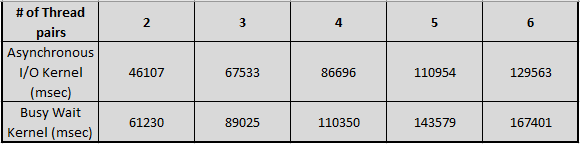 # of Thread
pairs
2
3
4
5
6
Asynchronous
I/O Kernel
(msec)
46107
67533
86696
110954
129563
Busy Wait
Kernel (msec)
61230
89025
110350
143579
167401